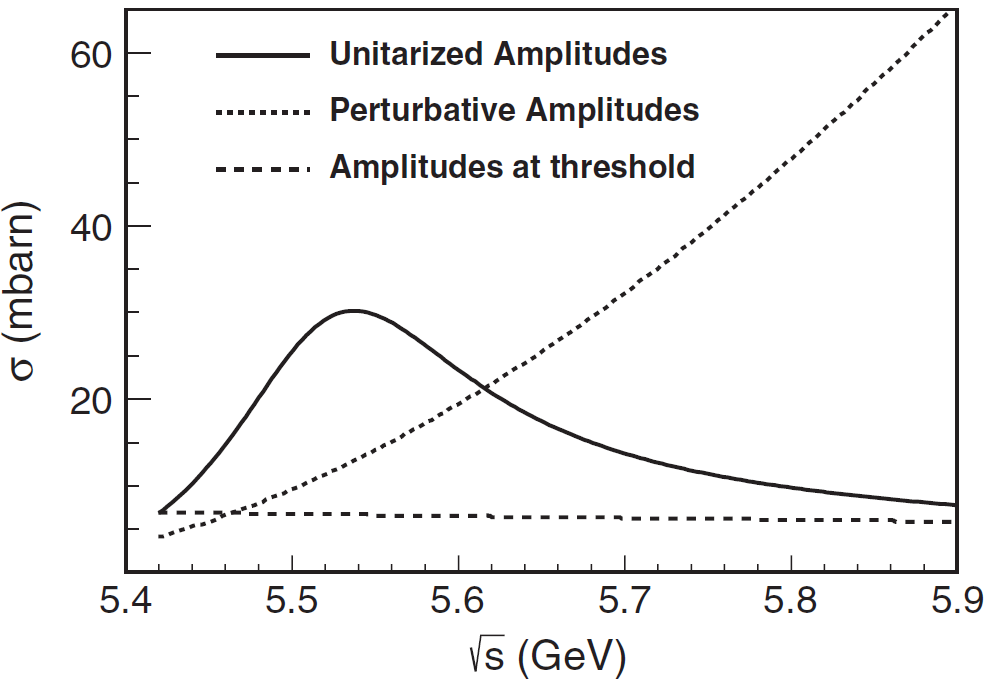 60
40
20
σ (mbarn)
Unitarized Amplitudes
Perturbative Amplitudes
Amplitudes at threshold
5.4 5.5 5.6 5.7 5.8 5.9
√s (GeV)